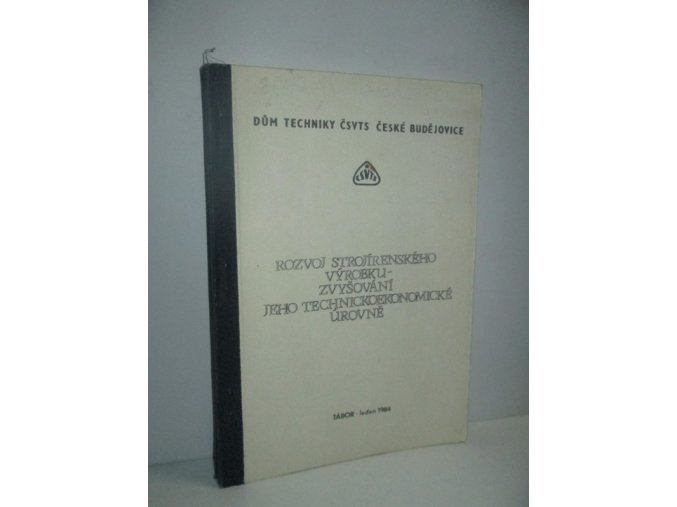 DŮM TECHNIKY ČSVTS ČESKÉ BUDĚJOVICE
ČSVTS
ROZVOJ STROJÍRENSKÉHO
VÝROBKU -
ZVYŠOVÁNÍ
JEHO TECHNICKOEKONOMICKÉ
ÚROVNĚ
TÁBOR - leden 1984